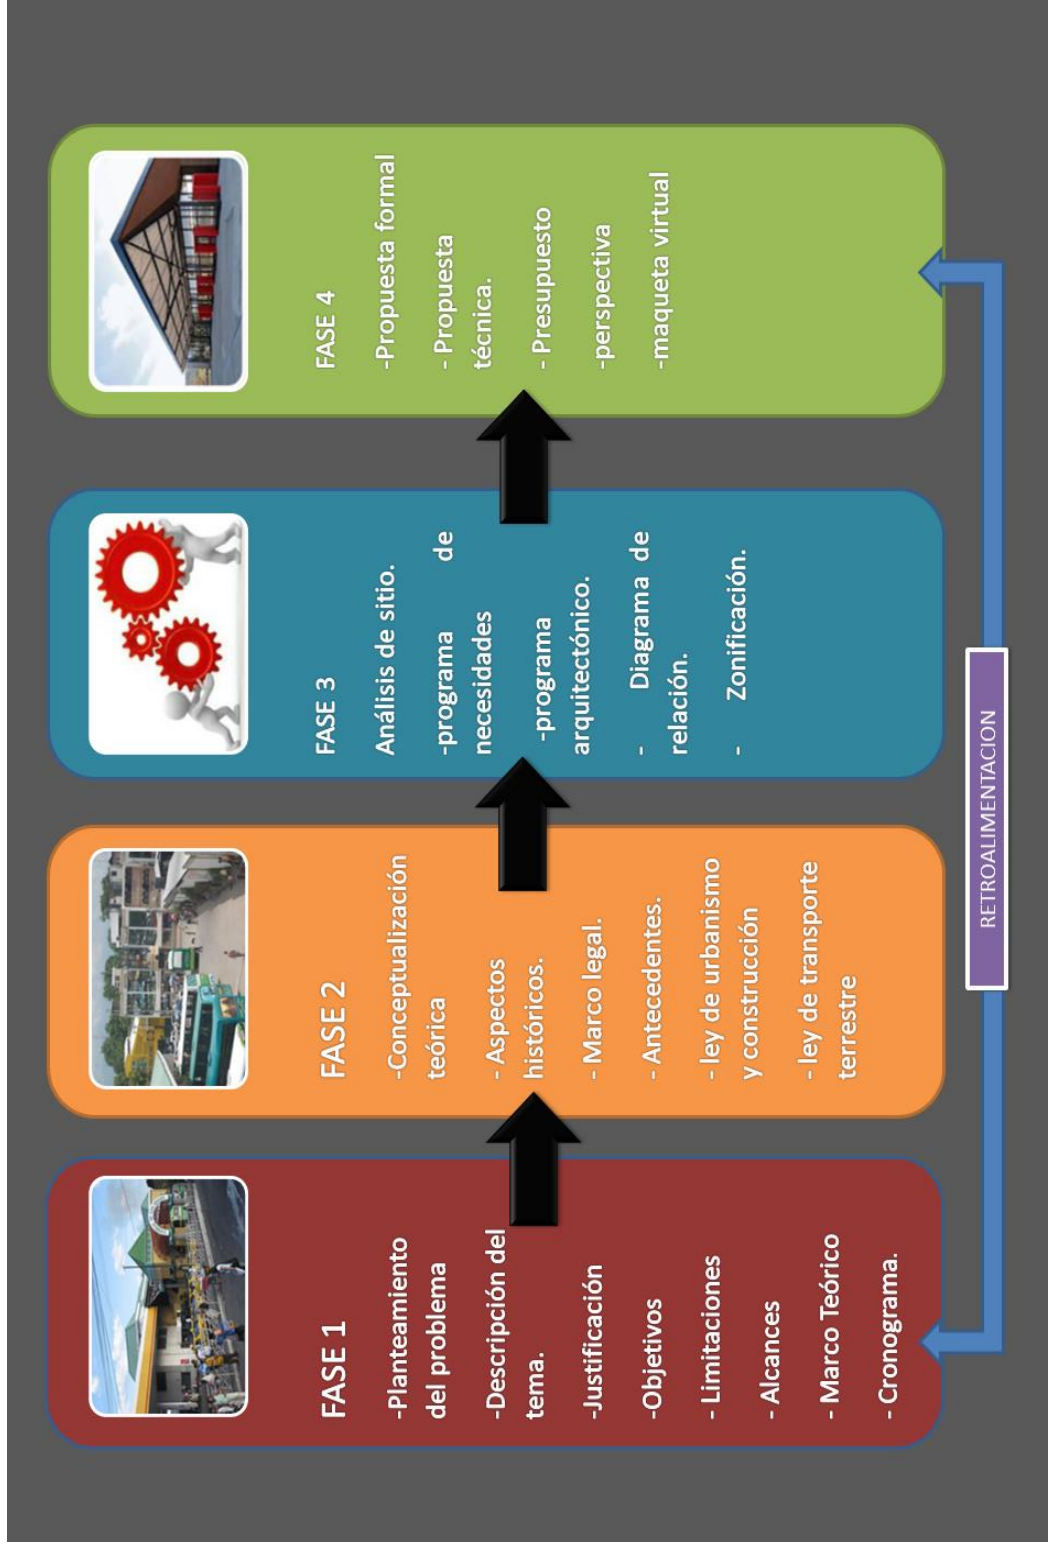 FASE 1
-Planteamiento
del problema
-Descripción del
tema.
-Justificación
-Objetivos
- Limitaciones
- Alcances
- Marco Teórico
- Cronograma.
FASE 2
-Conceptualización
teórica
- Aspectos
históricos.
- Marco legal.
- Antecedentes.
- ley de urbanismo
y construcción
- ley de transporte
terrestre
FASE 3
Análisis de sitio.
-programa de
necesidades
-programa
arquitectónico.
- Diagrama de
relación.
- Zonificación.
FASE 4
-Propuesta formal
- Propuesta
técnica.
- Presupuesto
-perspectiva
-maqueta virtual
RETROALIMENTACION